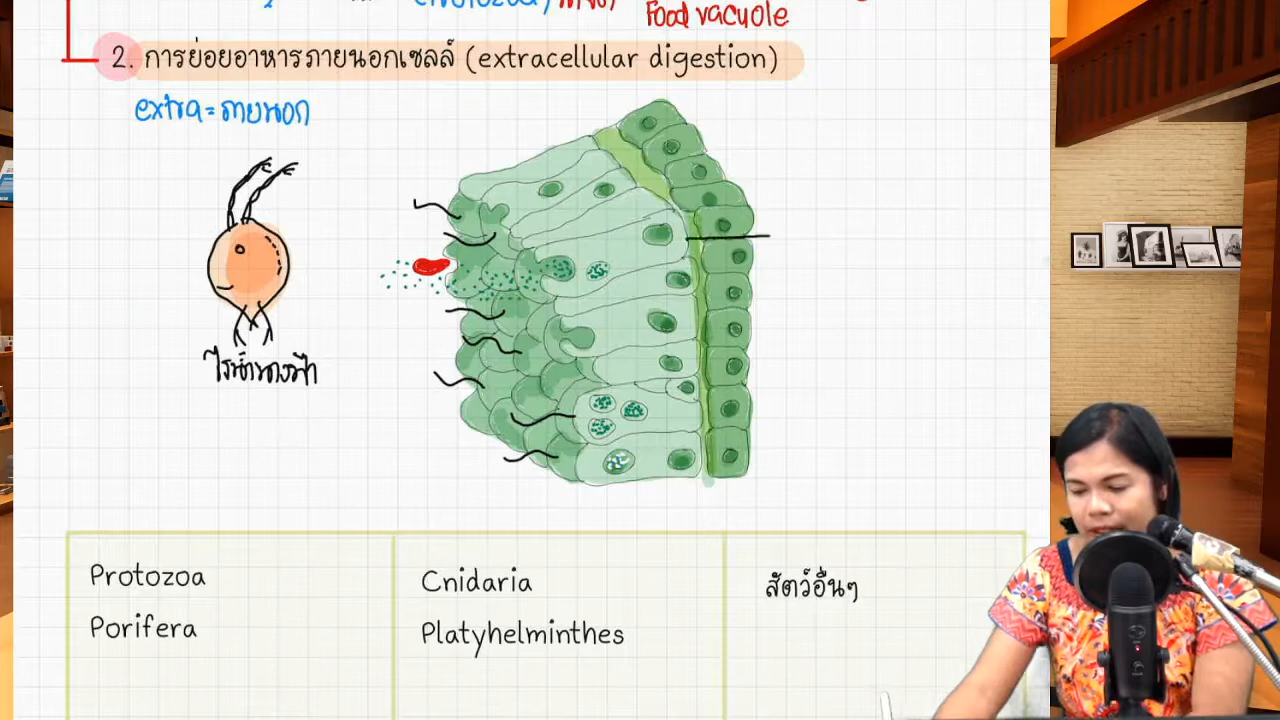 Food vacuole
2. การย่อยอาหารภายนอกเซลล์ (extracellular digestion)
extra = ภายนอก
ไรน้ำนางฟ้า
Protozoa
Porifera
Cnidaria
Platyhelminthes
สัตว์อื่นๆ